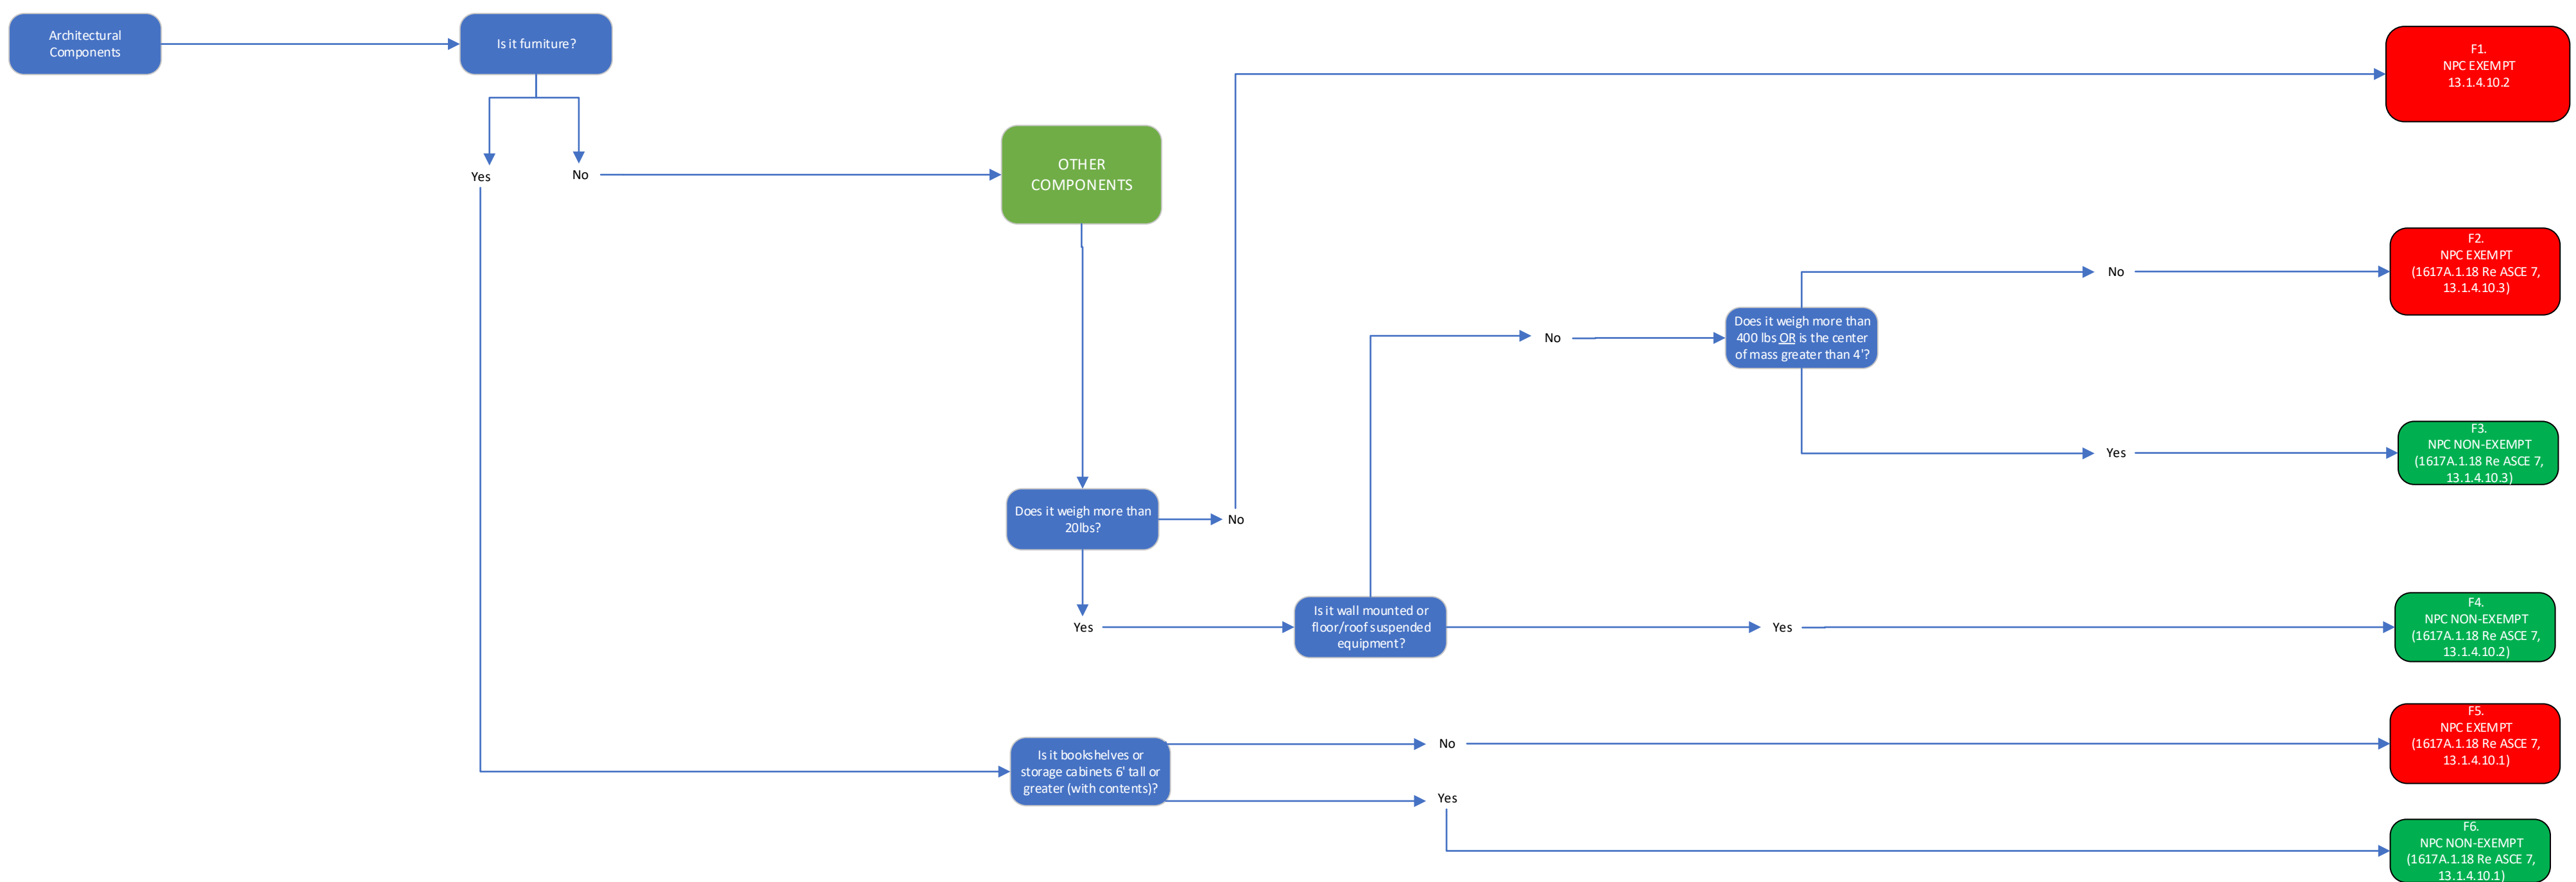 Architectural
Components
Is it furniture?
F1.
NPC EXEMPT
13.1.4.10.2
Yes
No
OTHER
COMPONENTS
F2.
NPC EXEMPT
(1617A.1.18 Re ASCE 7,
13.1.4.10.3)
No
No
Does it weigh more than
400 lbs OR is the center
of mass greater than 4'?
Yes
F3.
NPC NON-EXEMPT
(1617A.1.18 Re ASCE 7,
13.1.4.10.3)
Does it weigh more than
20lbs?
No
Yes
Is it wall mounted or
floor/roof suspended
equipment?
Yes
F4.
NPC NON-EXEMPT
(1617A.1.18 Re ASCE 7,
13.1.4.10.2)
Is it bookshelves or
storage cabinets 6' tall or
greater (with contents)?
No
F5.
NPC EXEMPT
(1617A.1.18 Re ASCE 7,
13.1.4.10.1)
Yes
F6.
NPC NON-EXEMPT
(1617A.1.18 Re ASCE 7,
13.1.4.10.1)